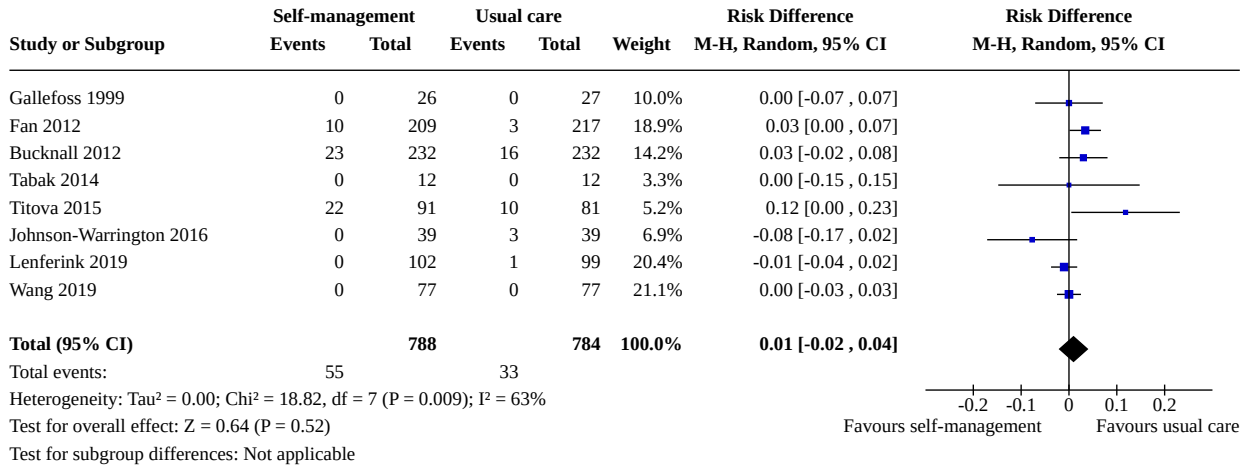 Self-management Usual care Risk Difference Risk Difference
Study or Subgroup Events Total Events Total Weight M-H, Random, 95% CI M-H, Random, 95% CI
Gallefoss 1999 0 26 0 27 10.0% 0.00 [-0.07 , 0.07]
Fan 2012 10 209 3 217 18.9% 0.03 [0.00 , 0.07]
Bucknall 2012 23 232 16 232 14.2% 0.03 [-0.02 , 0.08]
Tabak 2014 0 12 0 12 3.3% 0.00 [-0.15 , 0.15]
Titova 2015 22 91 10 81 5.2% 0.12 [0.00 , 0.23]
Johnson-Warrington 2016 0 39 3 39 6.9% -0.08 [-0.17 , 0.02]
Lenferink 2019 0 102 1 99 20.4% -0.01 [-0.04 , 0.02]
Wang 2019 0 77 0 77 21.1% 0.00 [-0.03 , 0.03]
Total (95% CI) 788 784 100.0% 0.01 [-0.02 , 0.04]
Total events: 55 33
Heterogeneity: Tau² = 0.00; Chi² = 18.82, df = 7 (P = 0.009); I² = 63%
-0.2 -0.1 0 0.1 0.2
Test for overall effect: Z = 0.64 (P = 0.52) Favours self-management Favours usual care
Test for subgroup differences: Not applicable